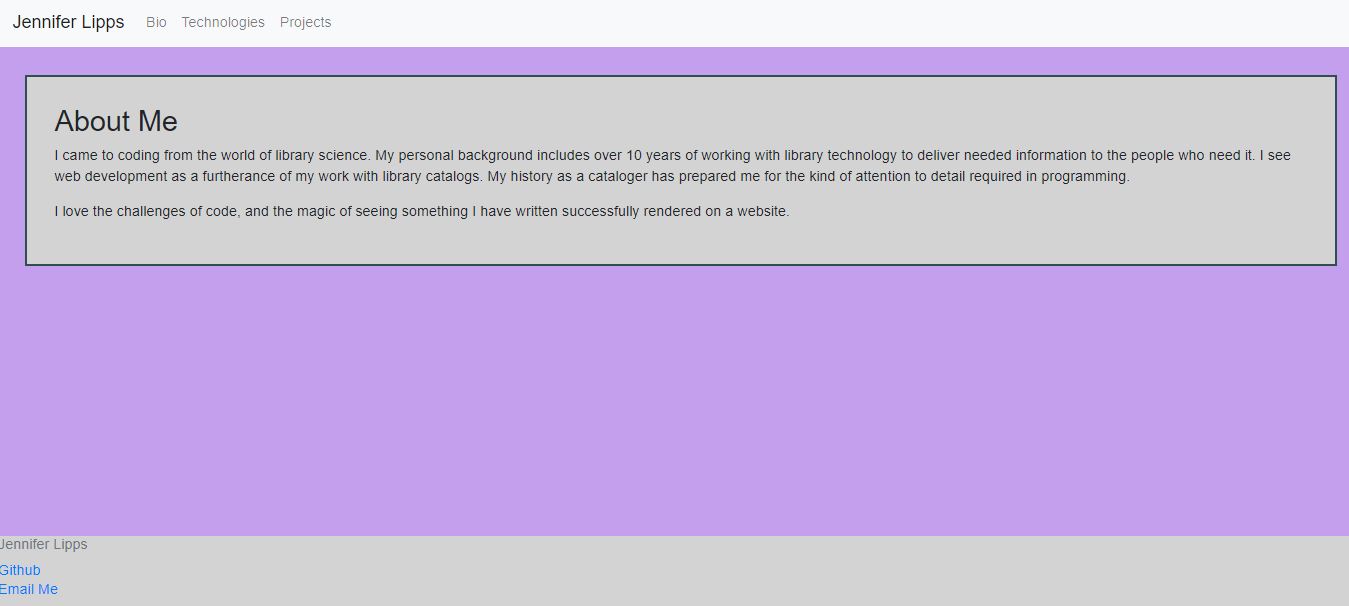 Jennifer Lipps Bio Technologies Projects
About Me
I came to coding from the world of library science. My personal background includes over 10 years of working with library technology to deliver needed information to the people who need it. I see
web development as a furtherance of my work with library catalogs. My history as a cataloger has prepared me for the kind of attention to detail required in programming.
I love the challenges of code, and the magic of seeing something I have written successfully rendered on a website.
Jennifer Lipps
Github
Email Me